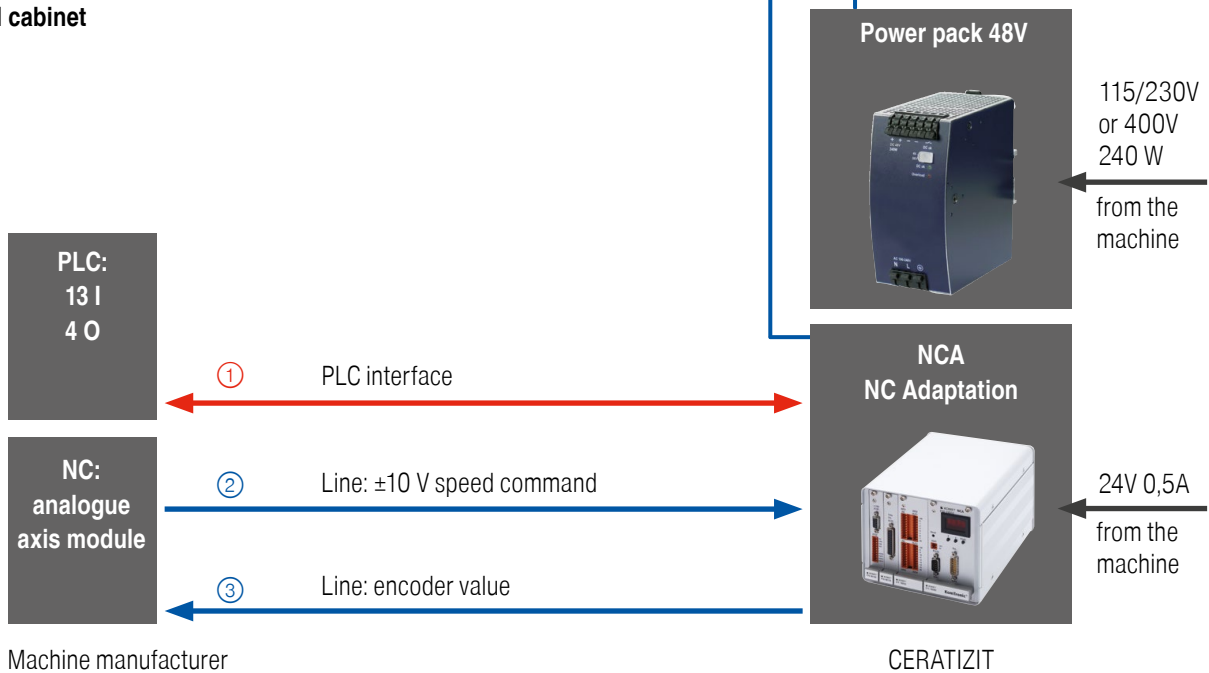 l cabinet
Power pack 48V
115/230V
or 400V
240 W
from the
machine
PLC:
13 I
4 O
① PLC interface
NCA
NC Adaptation
NC:
analogue
axis module
② Line: ±10 V speed command
24V 0,5A
from the
machine
③ Line: encoder value
Machine manufacturer
CERATIZIT